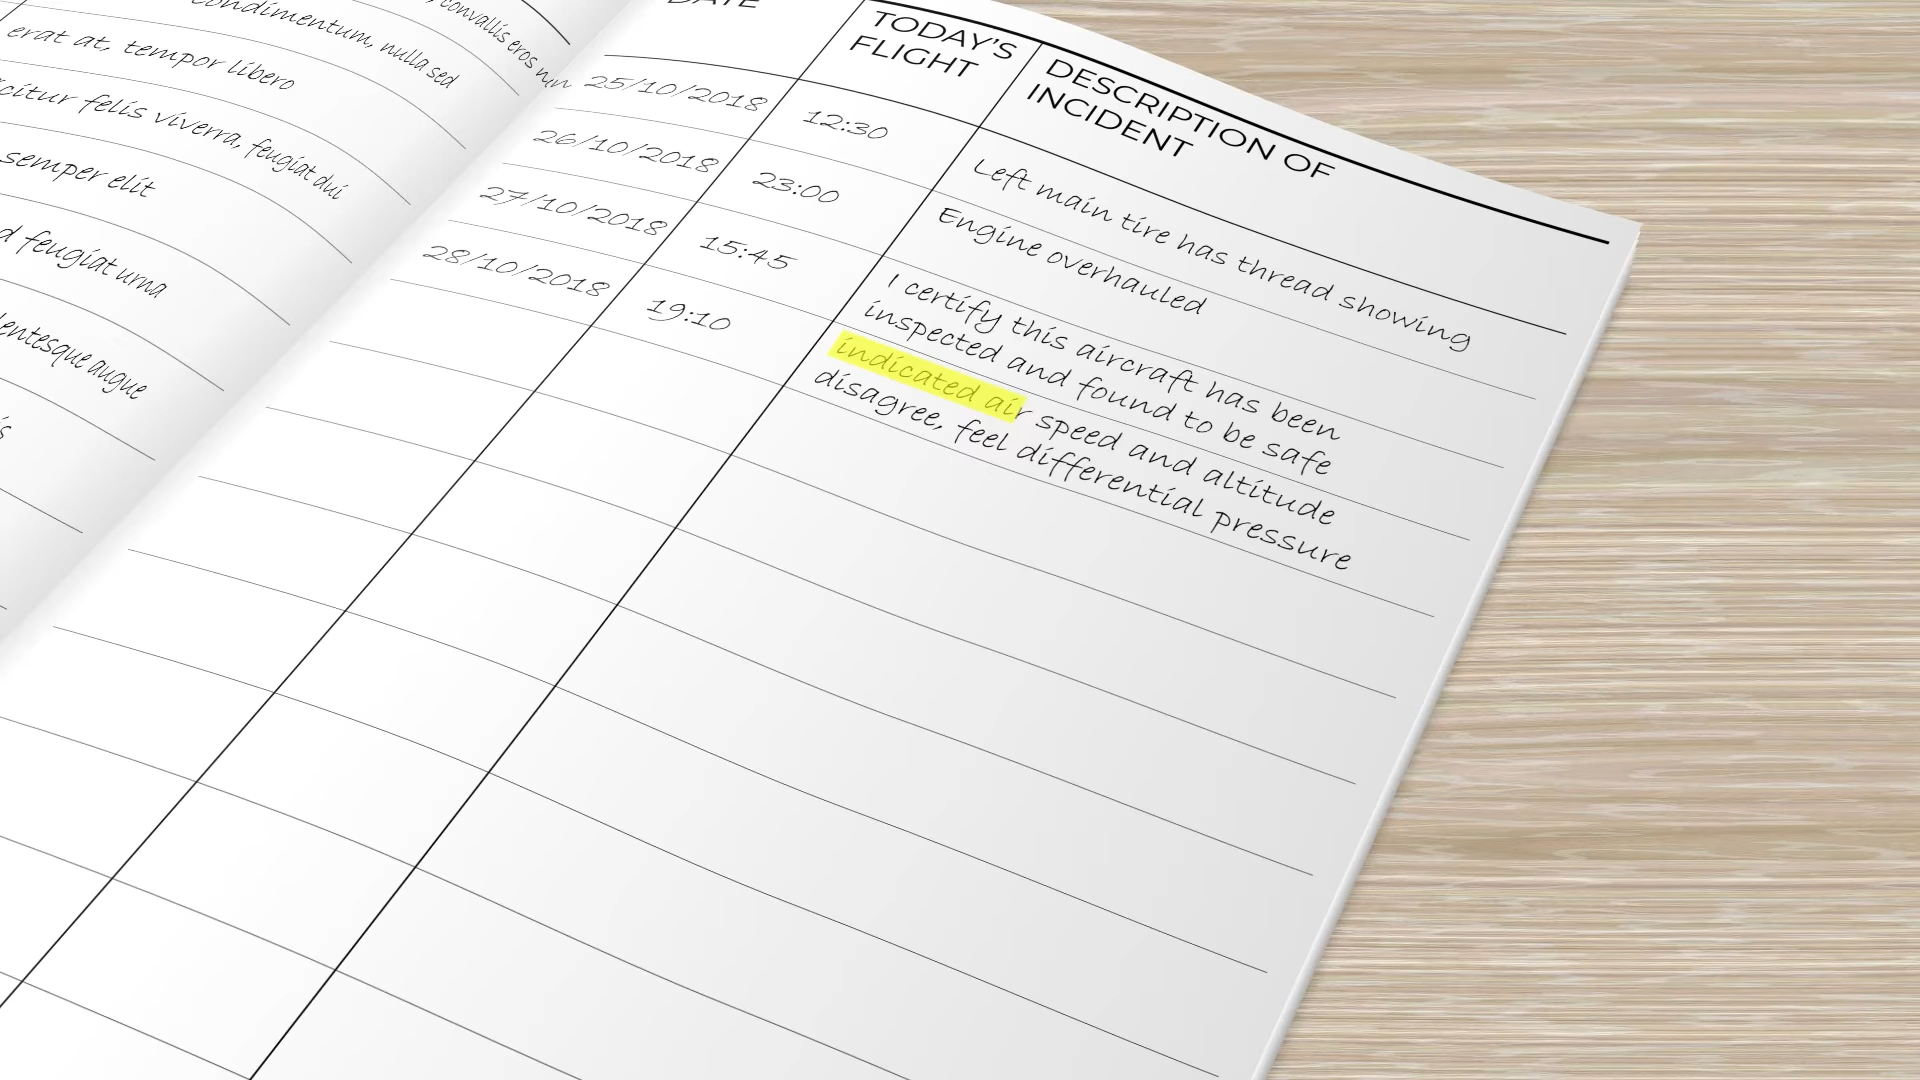 condimentum, nulla sed
convallis eros nun
erat at, tempor libero
citur felis viverra, feugiat dui
semper elit
d feugiat urna
lentesque augue
DATE
TODAY'S
FLIGHT
DESCRIPTION OF
INCIDENT
25/10/2018
12:30
Left main tire has thread showing
26/10/2018
23:00
Engine overhauled
27/10/2018
15:45
I certify this aircraft has been
inspected and found to be safe
28/10/2018
19:10
indicated air speed and altitude
disagree, feel differential pressure